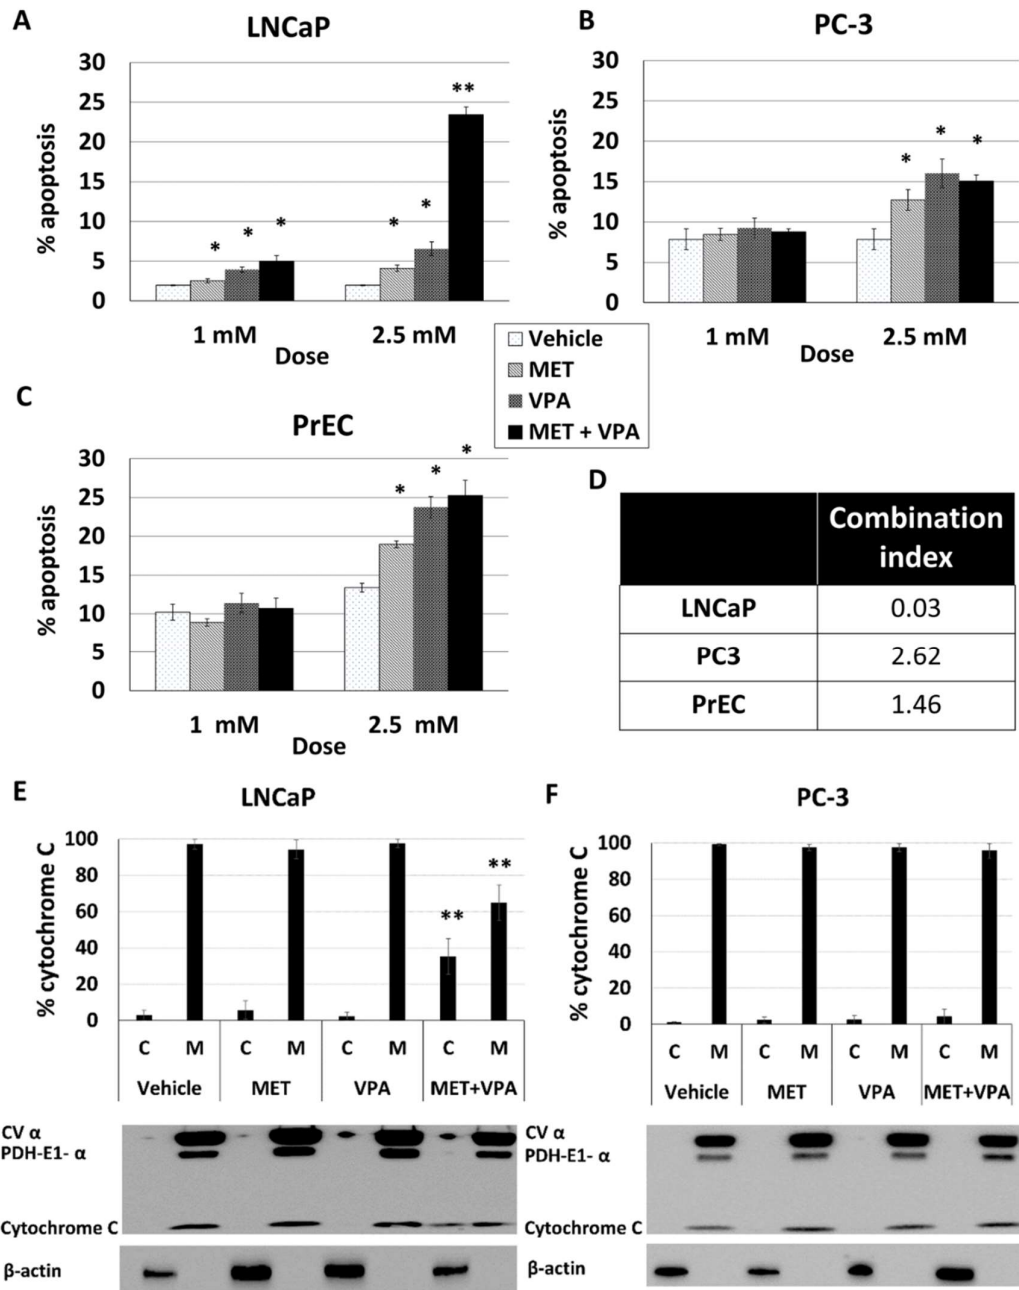 A
LNCaP
% apoptosis
30
25
20
15
10
5
0
*
*
*
*
*
**
1 mM
2.5 mM
Dose
B
PC-3
% apoptosis
30
25
20
15
10
5
0
*
*
*
1 mM
2.5 mM
Dose
Vehicle
MET
VPA
MET + VPA
C
PrEC
% apoptosis
30
25
20
15
10
5
0
*
*
*
1 mM
2.5 mM
Dose
D
Combination
index
LNCaP 0.03
PC3 2.62
PrEC 1.46
E
LNCaP
% cytochrome C
100
80
60
40
20
0
**
**
C M C M C M C M
Vehicle MET VPA MET+VPA
CV α
PDH-E1- α
Cytochrome C
β-actin
F
PC-3
% cytochrome C
100
80
60
40
20
0
C M C M C M C M
Vehicle MET VPA MET+VPA
CV α
PDH-E1- α
Cytochrome C
β-actin